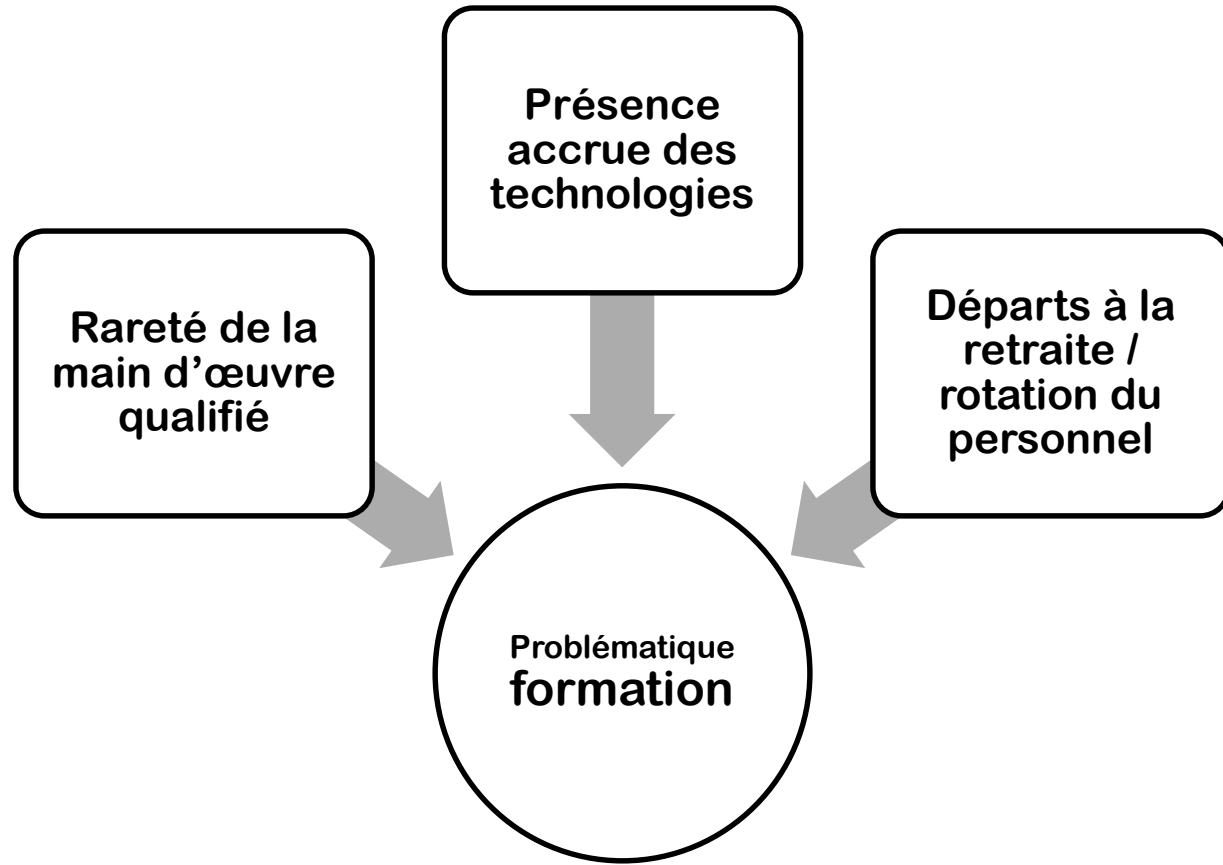 Présence
accrue des
technologies
Rareté de la
main d’œuvre
qualifié
Départs à la
retraite /
rotation du
personnel
Problématique
formation